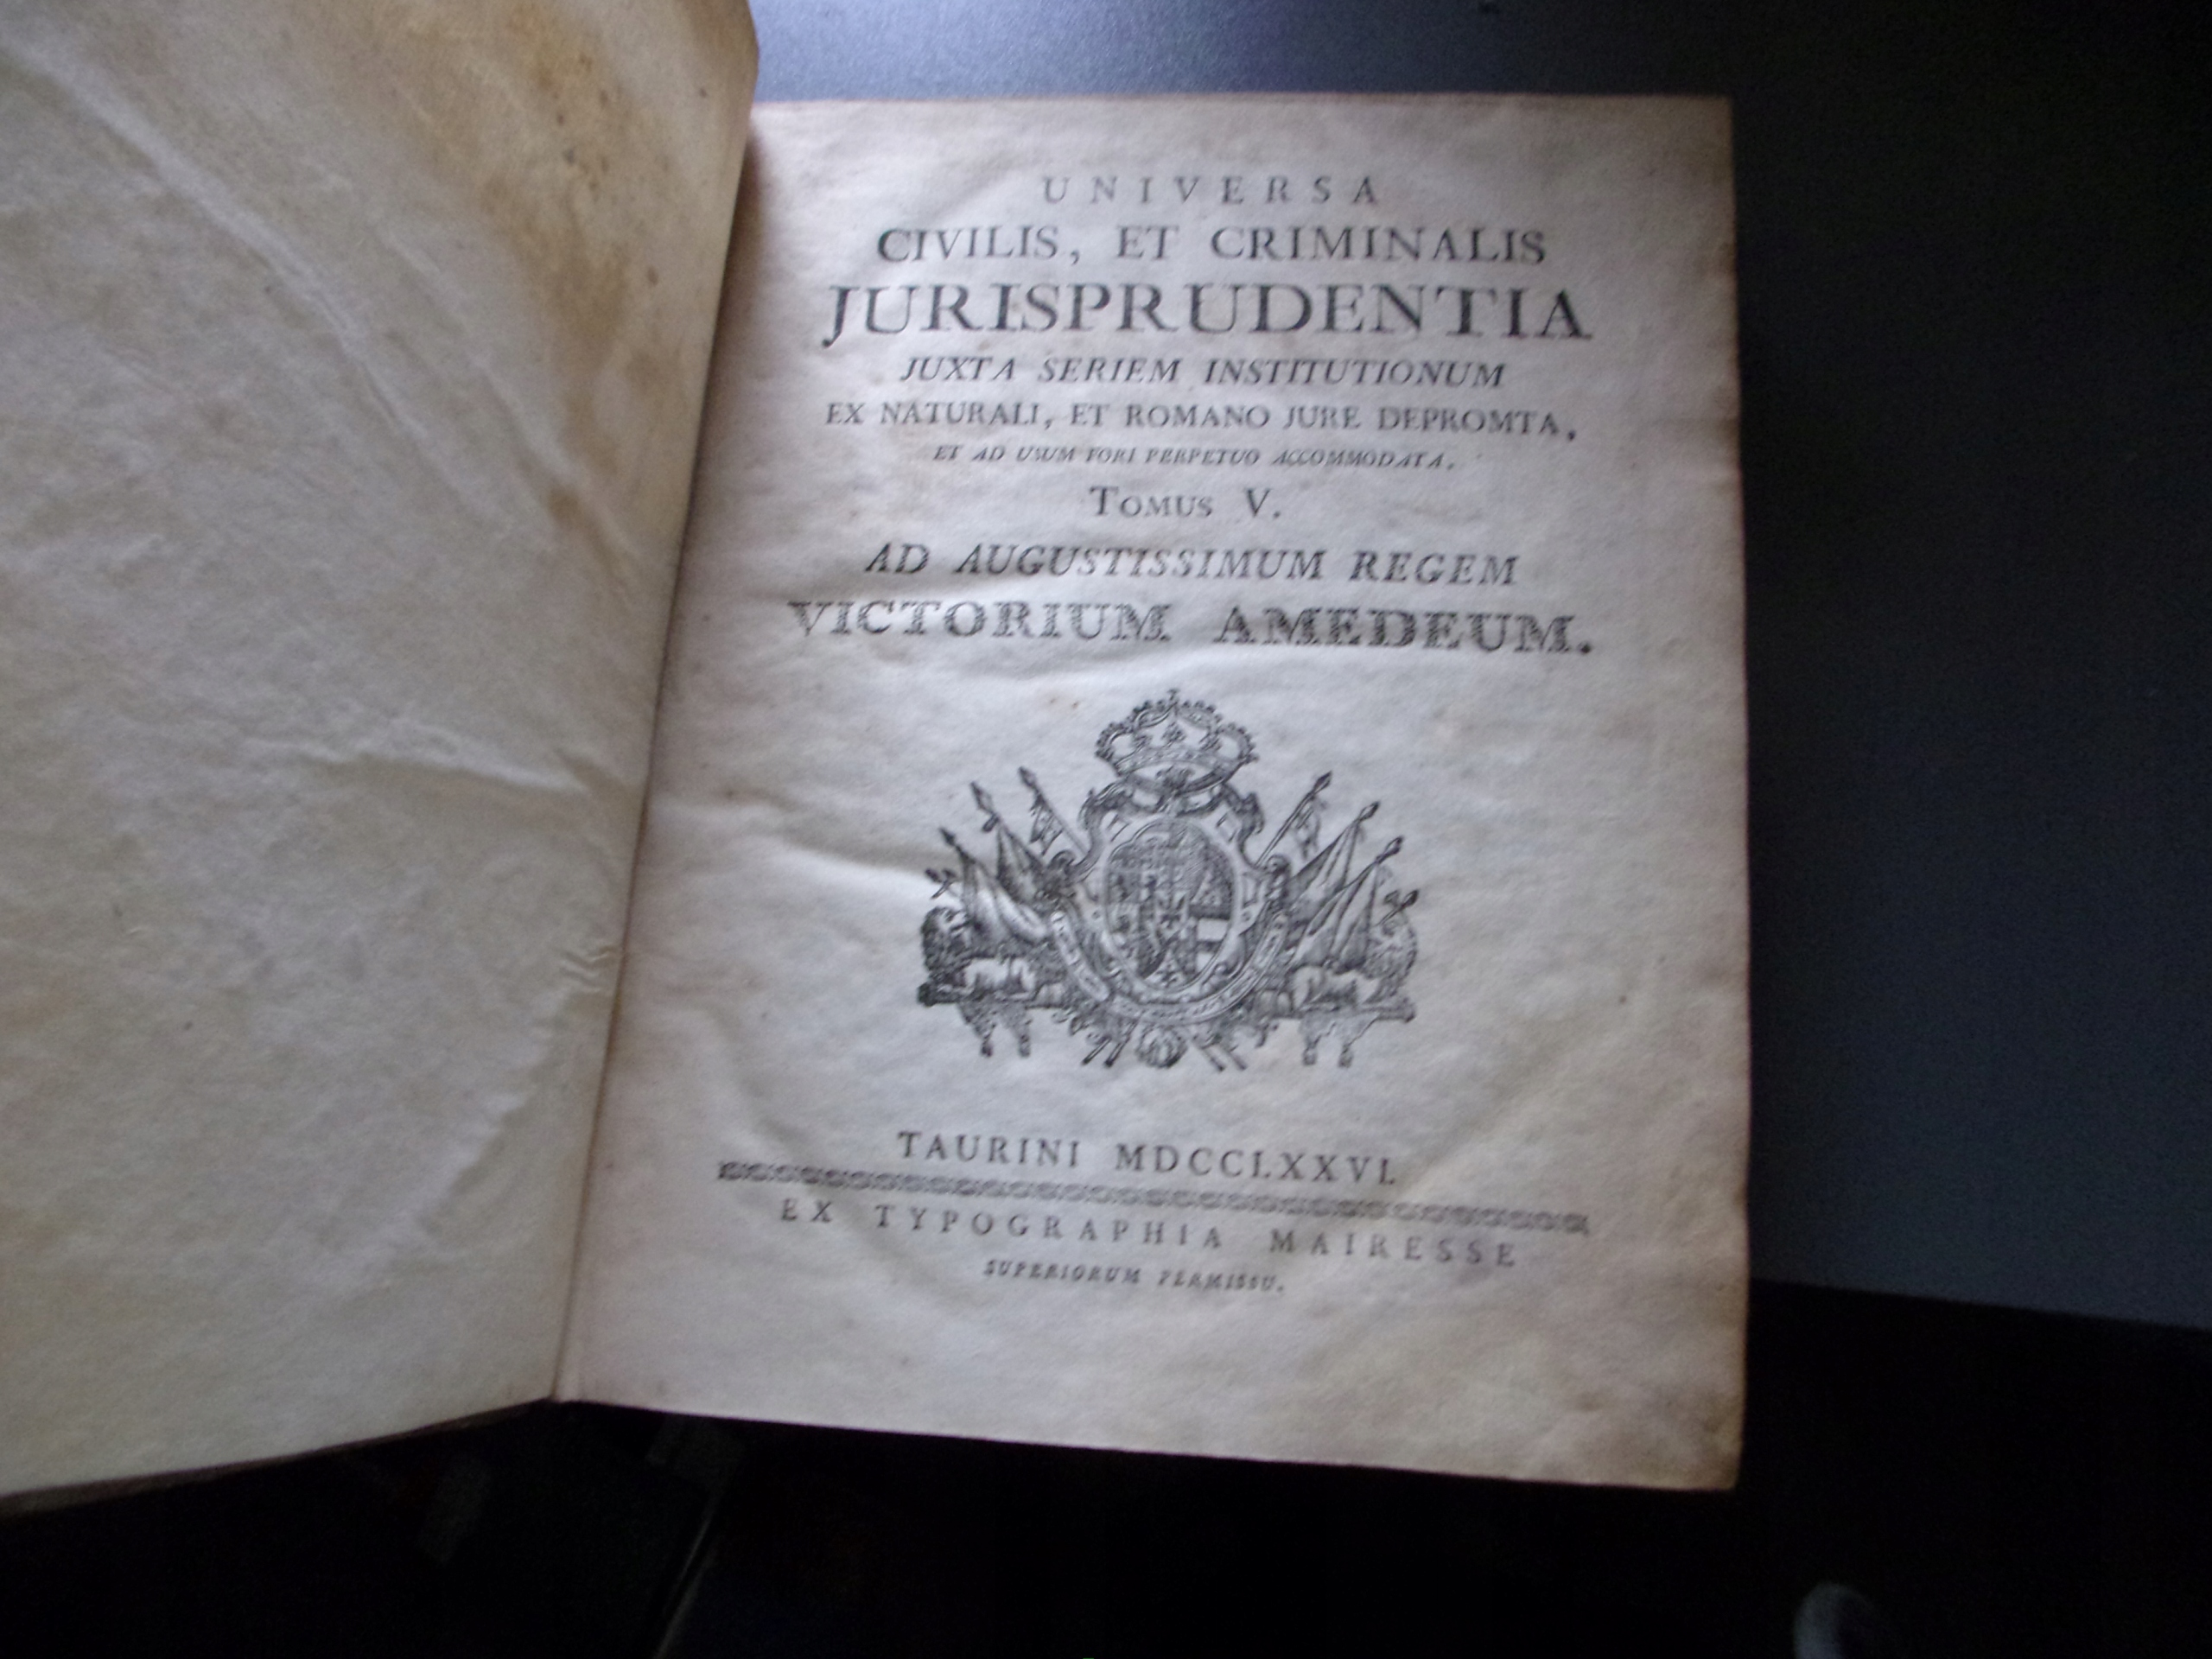 UNIVERSA
CIVILIS, ET CRIMINALIS
JURISPRUDENTIA
JUXTA SERIEM INSTITUTIONUM
EX NATURALI, ET ROMANO JURE DEPROMTA,
ET AD USUM FORI PERPETUO ACCOMMODATA.
TOMUS V.
AD AUGUSTISSIMUM REGEM
VICTORIUM AMEDEUM.
TAURINI MDCCLXXVI.
EX TYPOGRAPHIA MAIRESSE
SUPERIORUM PERMISSU.